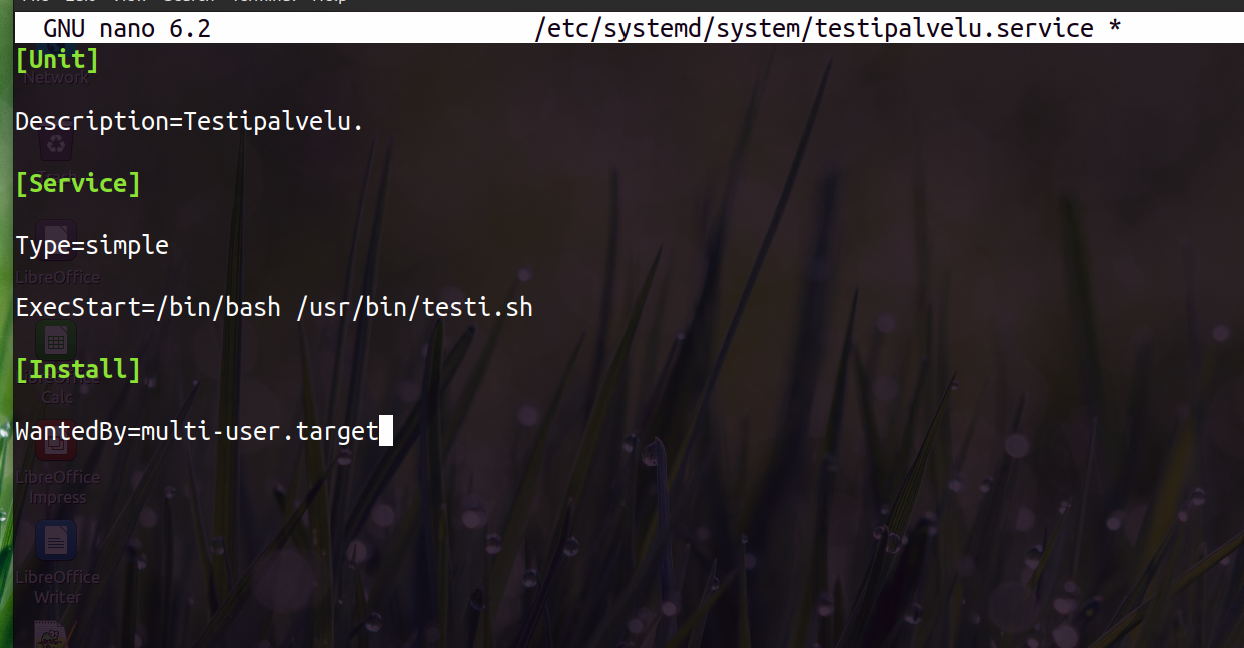 GNU nano 6.2 /etc/systemd/system/testipalvelu.service *
[Unit]
Network
Description=Testipalvelu.
[Service]
Type=simple
LibreOffice
ExecStart=/bin/bash /usr/bin/testi.sh
[Install]
LibreOffice
Calc
WantedBy=multi-user.target
LibreOffice
Impress
LibreOffice
Writer